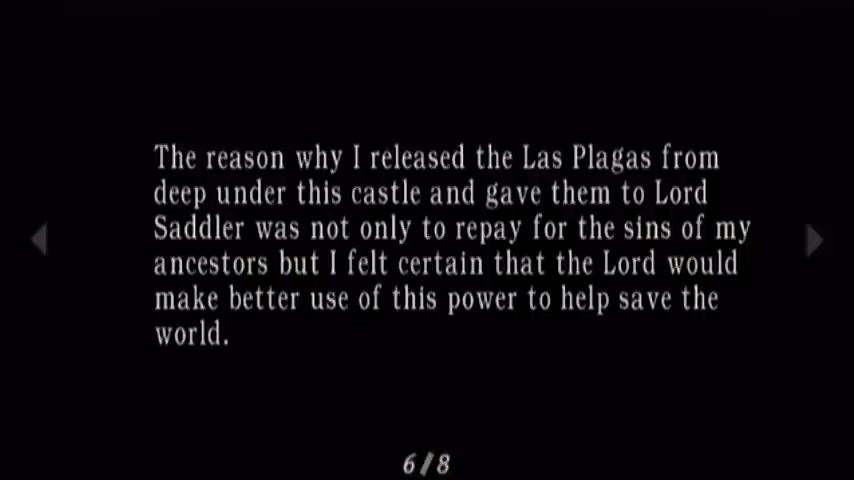 The reason why I released the Las Plagas from
deep under this castle and gave them to Lord
Saddler was not only to repay for the sins of my
ancestors but I felt certain that the Lord would
make better use of this power to help save the
world.
6/8